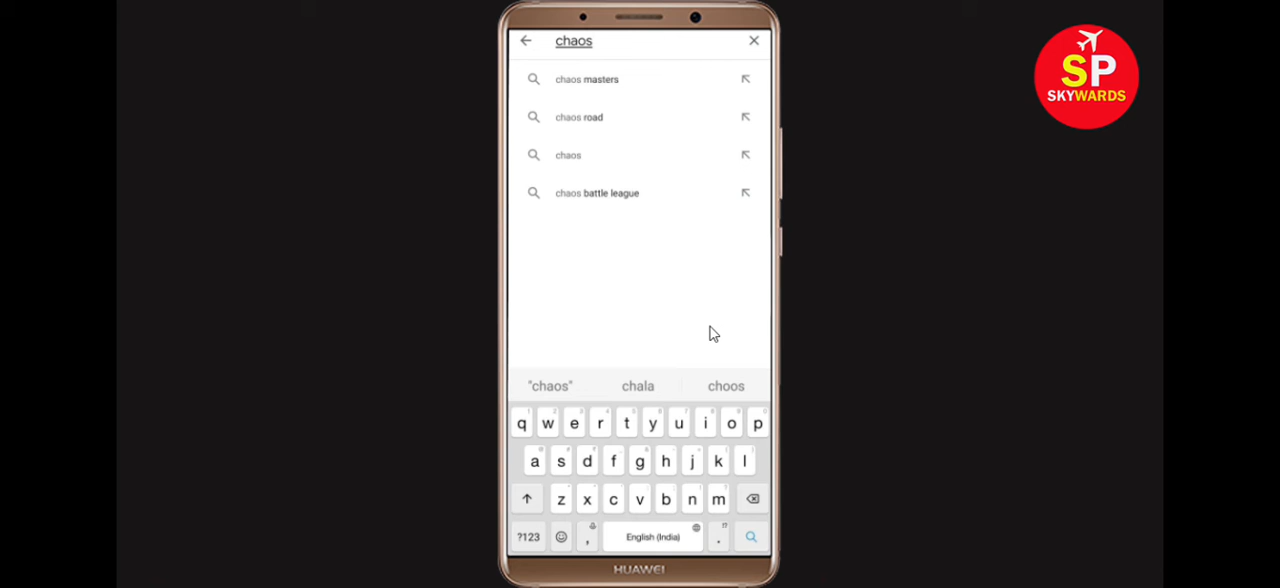 chaos
chaos masters
chaos road
chaos
chaos battle league
"chaos" chala choos
q w e r t y u i o p
a s d f g h j k l
z x c v b n m
?123 , English (India) .
HUAWEI
SP
SKYWARDS